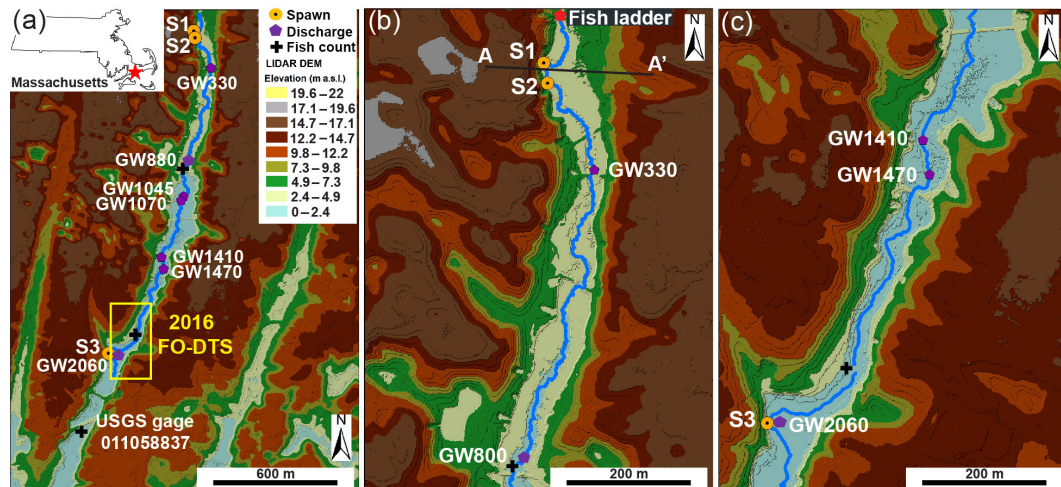 (a)
Massachusetts
S1
S2
GW330
GW880
GW1045
GW1070
GW1410
GW1470
2016
FO-DTS
S3
GW2060
USGS gage
011058837
N
600 m
Spawn
Discharge
Fish count
LIDAR DEM
Elevation (m a.s.l.)
19.6 – 22
17.1 – 19.6
14.7 – 17.1
12.2 – 14.7
9.8 – 12.2
7.3 – 9.8
4.9 – 7.3
2.4 – 4.9
0 – 2.4
(b)
Fish ladder
N
S1
A
A'
S2
GW330
GW800
200 m
(c)
N
GW1410
GW1470
S3
GW2060
200 m